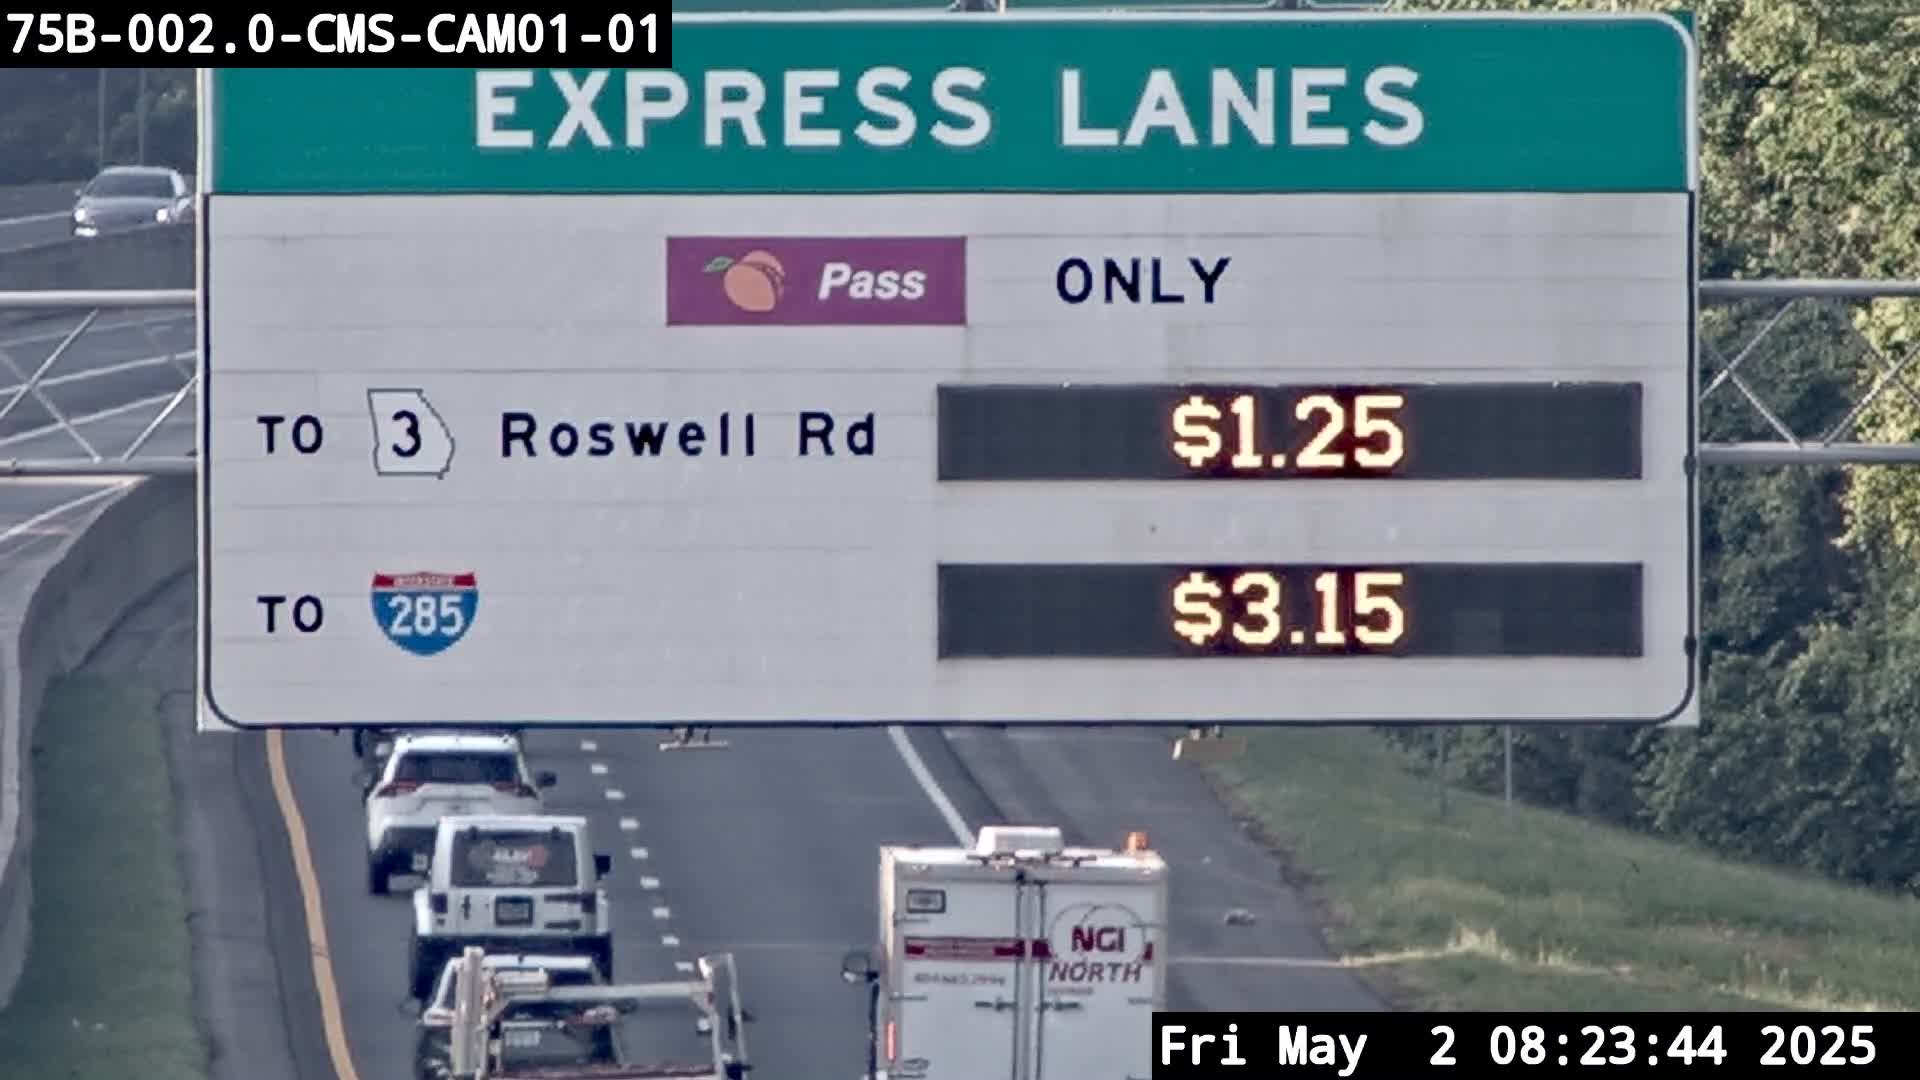 75B-002.0-CMS-CAM01-01
EXPRESS LANES
Pass ONLY
TO 3 Roswell Rd $1.25
TO INTERSTATE 285 $3.15
NGI
NORTH
Fri May  2 08:23:44 2025